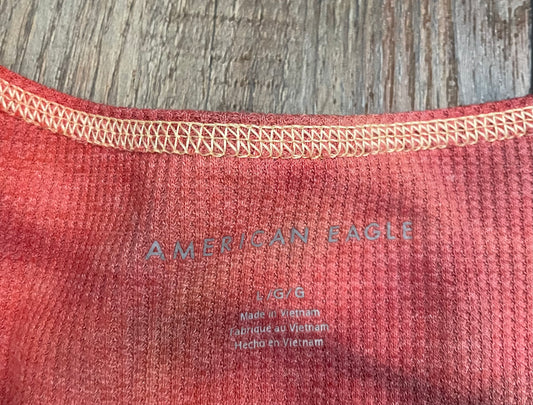 AMERICAN EAGLE
L/G/G
Made in Vietnam
Fabriqué au Vietnam
Hecho en Vietnam